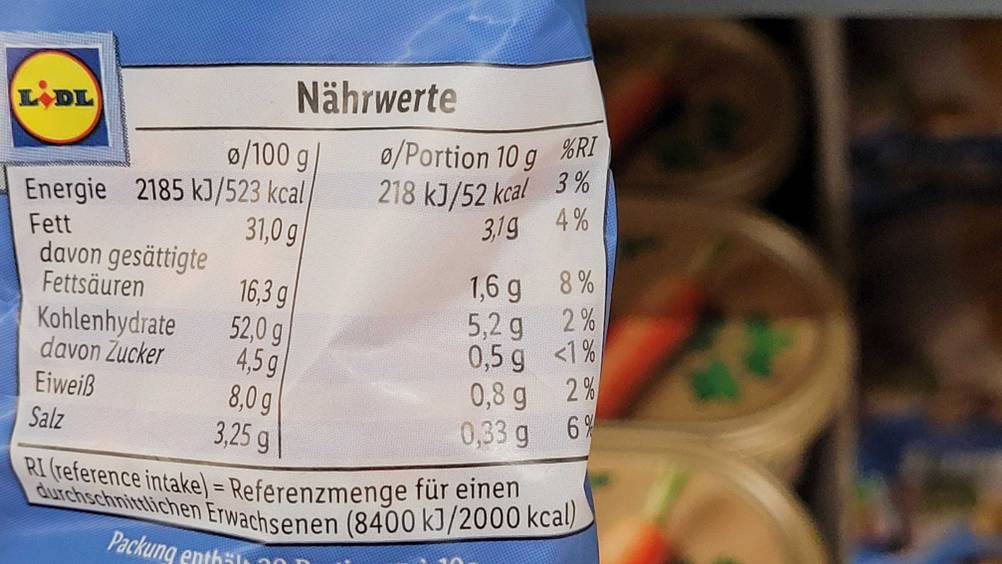 LIDL
Nährwerte
ø/100 g ø/Portion 10 g %RI
Energie 2185 kJ/523 kcal 218 kJ/52 kcal 3 %
Fett 31,0 g 3,1 g 4 %
davon gesättigte
Fettsäuren 16,3 g 1,6 g 8 %
Kohlenhydrate 52,0 g 5,2 g 2 %
davon Zucker 4,5 g 0,5 g <1 %
Eiweiß 8,0 g 0,8 g 2 %
Salz 3,25 g 0,33 g 6 %
RI (reference intake) = Referenzmenge für einen
durchschnittlichen Erwachsenen (8400 kJ/2000 kcal)
Packung enthält